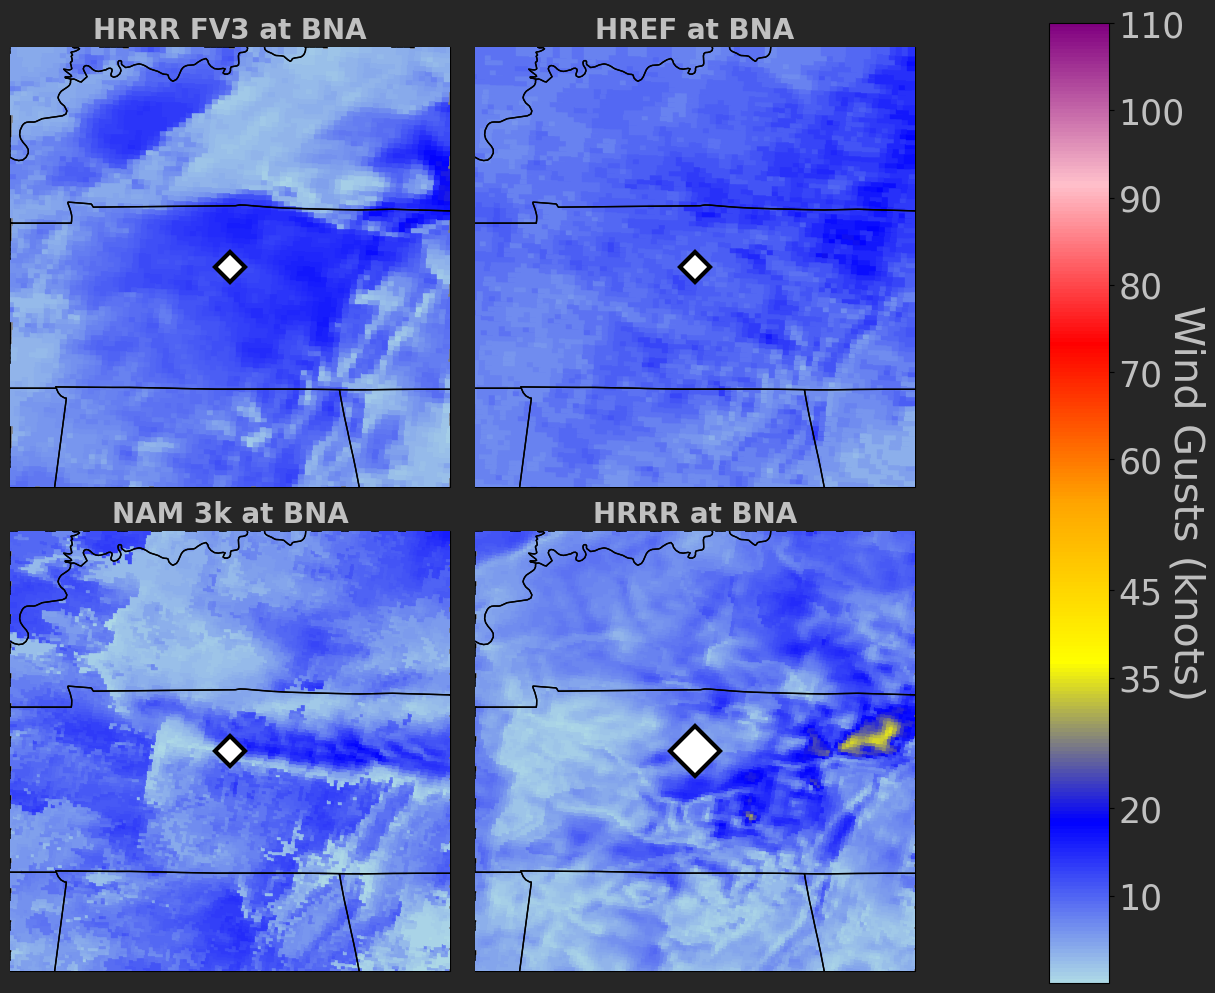 HRRR FV3 at BNA
HREF at BNA
NAM 3k at BNA
HRRR at BNA
110
100
90
80
70
60
45
35
20
10
Wind Gusts (knots)